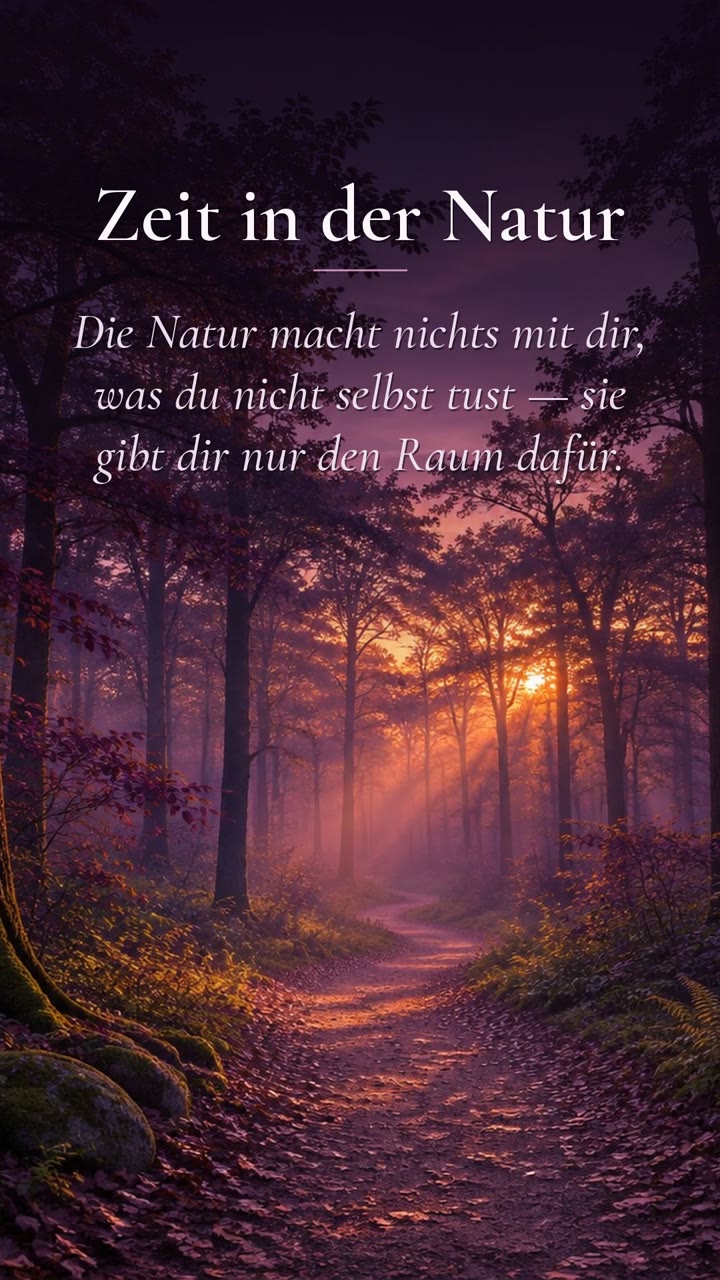 Zeit in der Natur
Die Natur macht nichts mit dir,
was du nicht selbst tust — sie
gibt dir nur den Raum dafür.